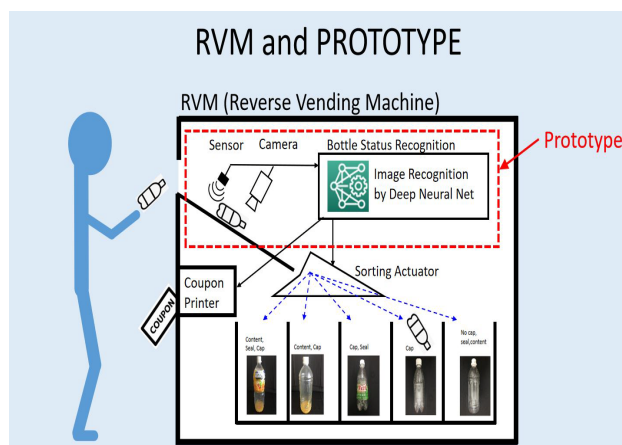 RVM and PROTOTYPE
RVM (Reverse Vending Machine)
Sensor
Camera
Bottle Status Recognition
Prototype
Image Recognition
by Deep Neural Net
Sorting Actuator
Coupon
Printer
COUPON
Content,
Seal, Cap
Content, Cap
Cap, Seal
Cap
No cap,
seal,content